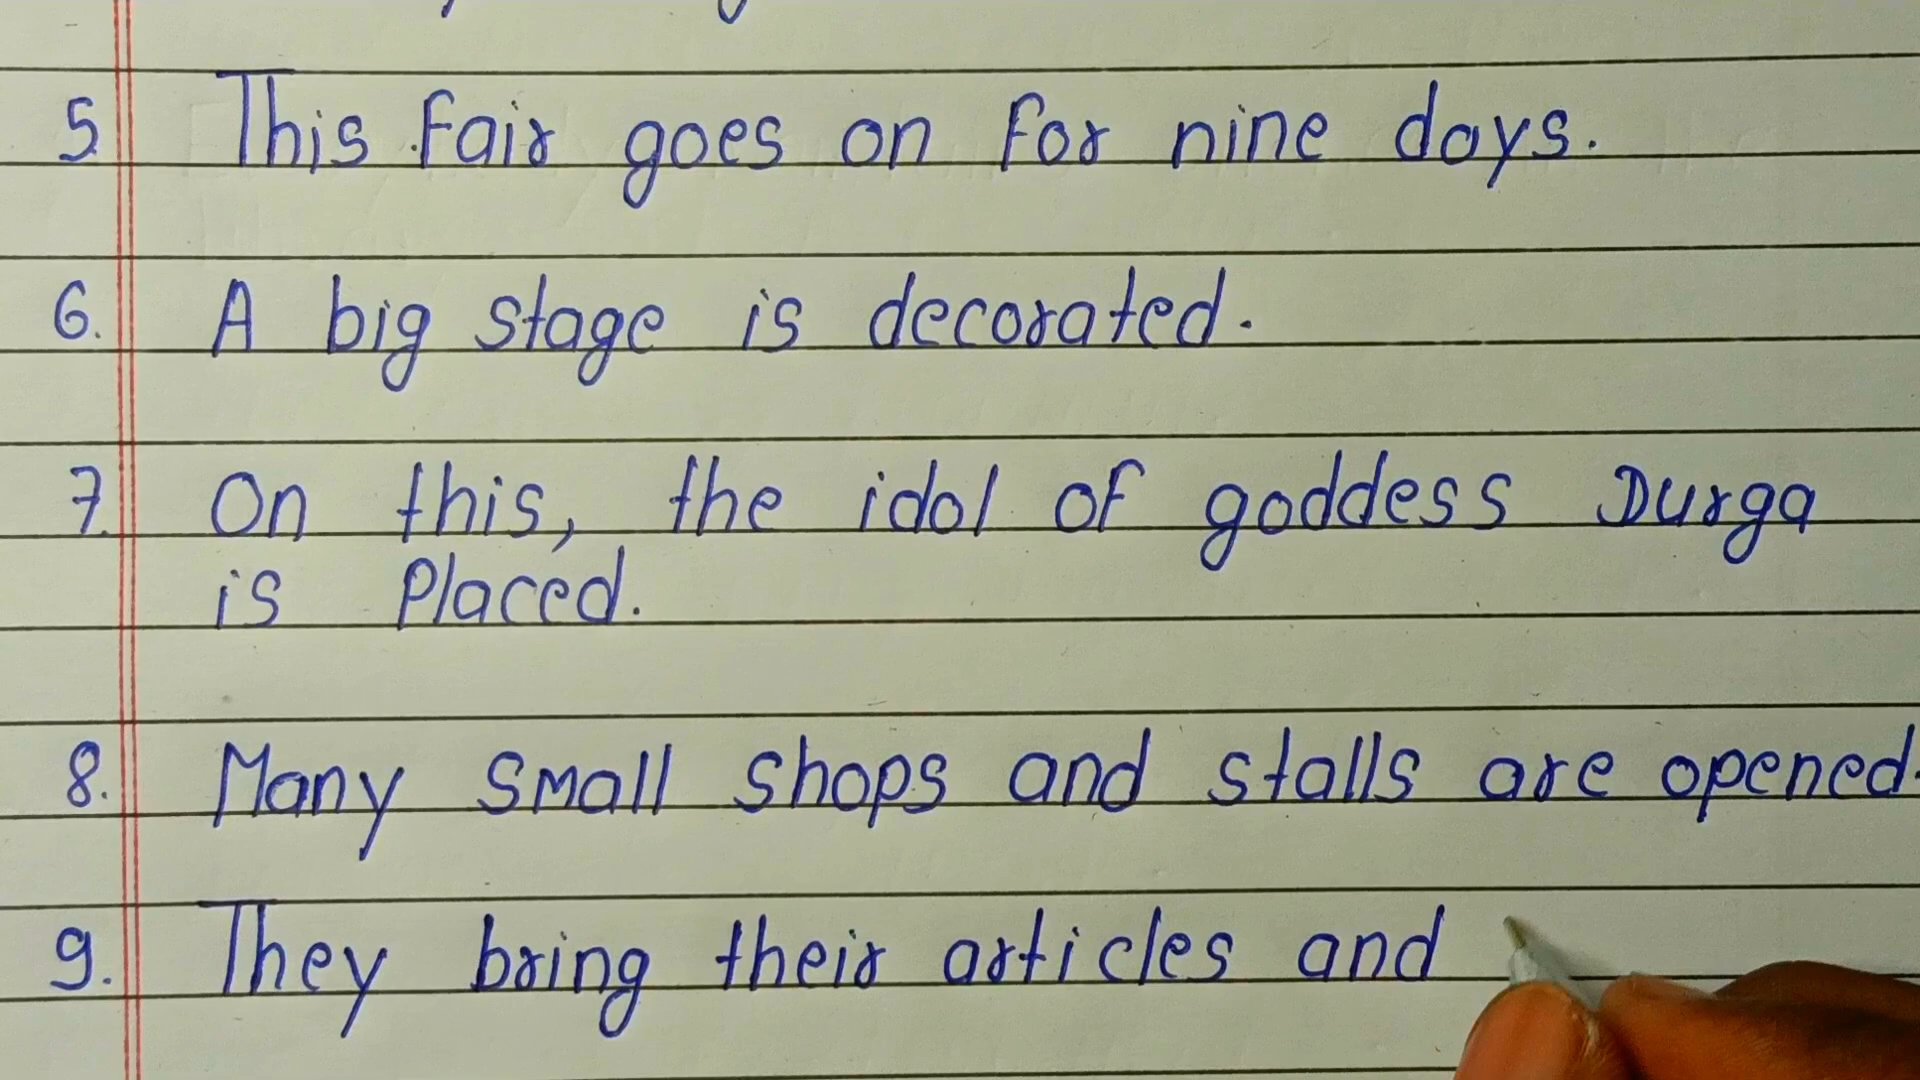 5 This Fair goes on For nine days.
6. A big stage is decorated.
7. On this, the idol of goddess Durga
is Placed.
8. Many small shops and stalls are opened.
9. They bring their articles and